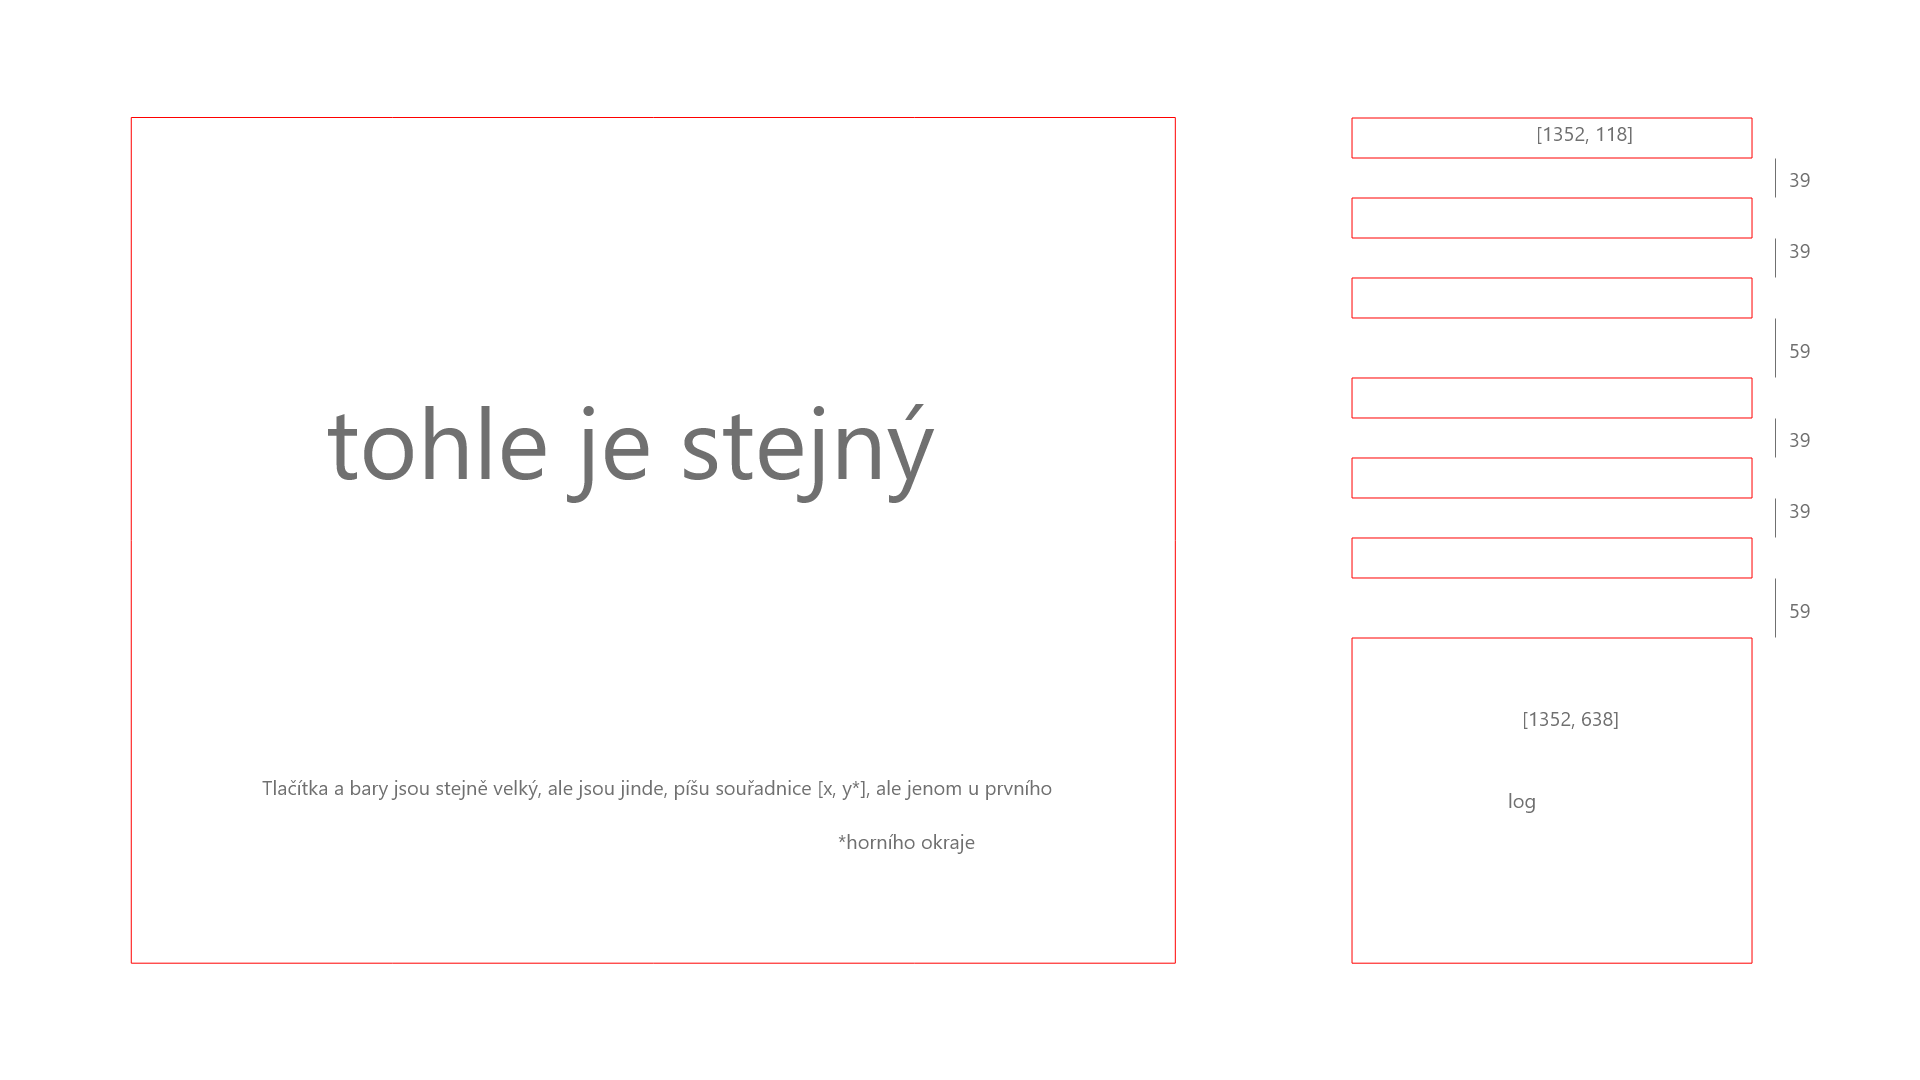 [1352, 118]
39
39
59
tohle je stejný
39
39
59
[1352, 638]
Tlačítka a bary jsou stejně velký, ale jsou jinde, píšu souřadnice [x, y*], ale jenom u prvního
log
*horního okraje